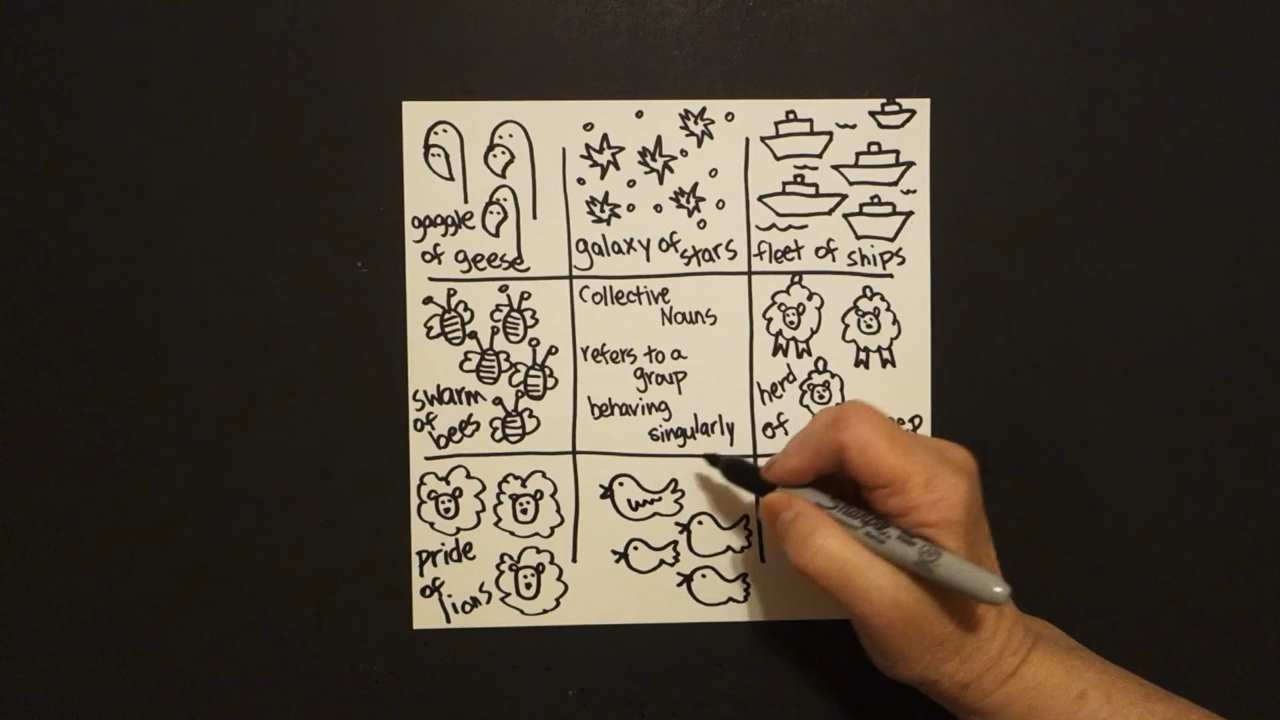 gaggle
of geese
galaxy of stars
fleet of ships
swarm
of
bees
Collective
Nouns
refers to a
group
behaving
singularly
herd
of
pride
of
lions
Sharpie